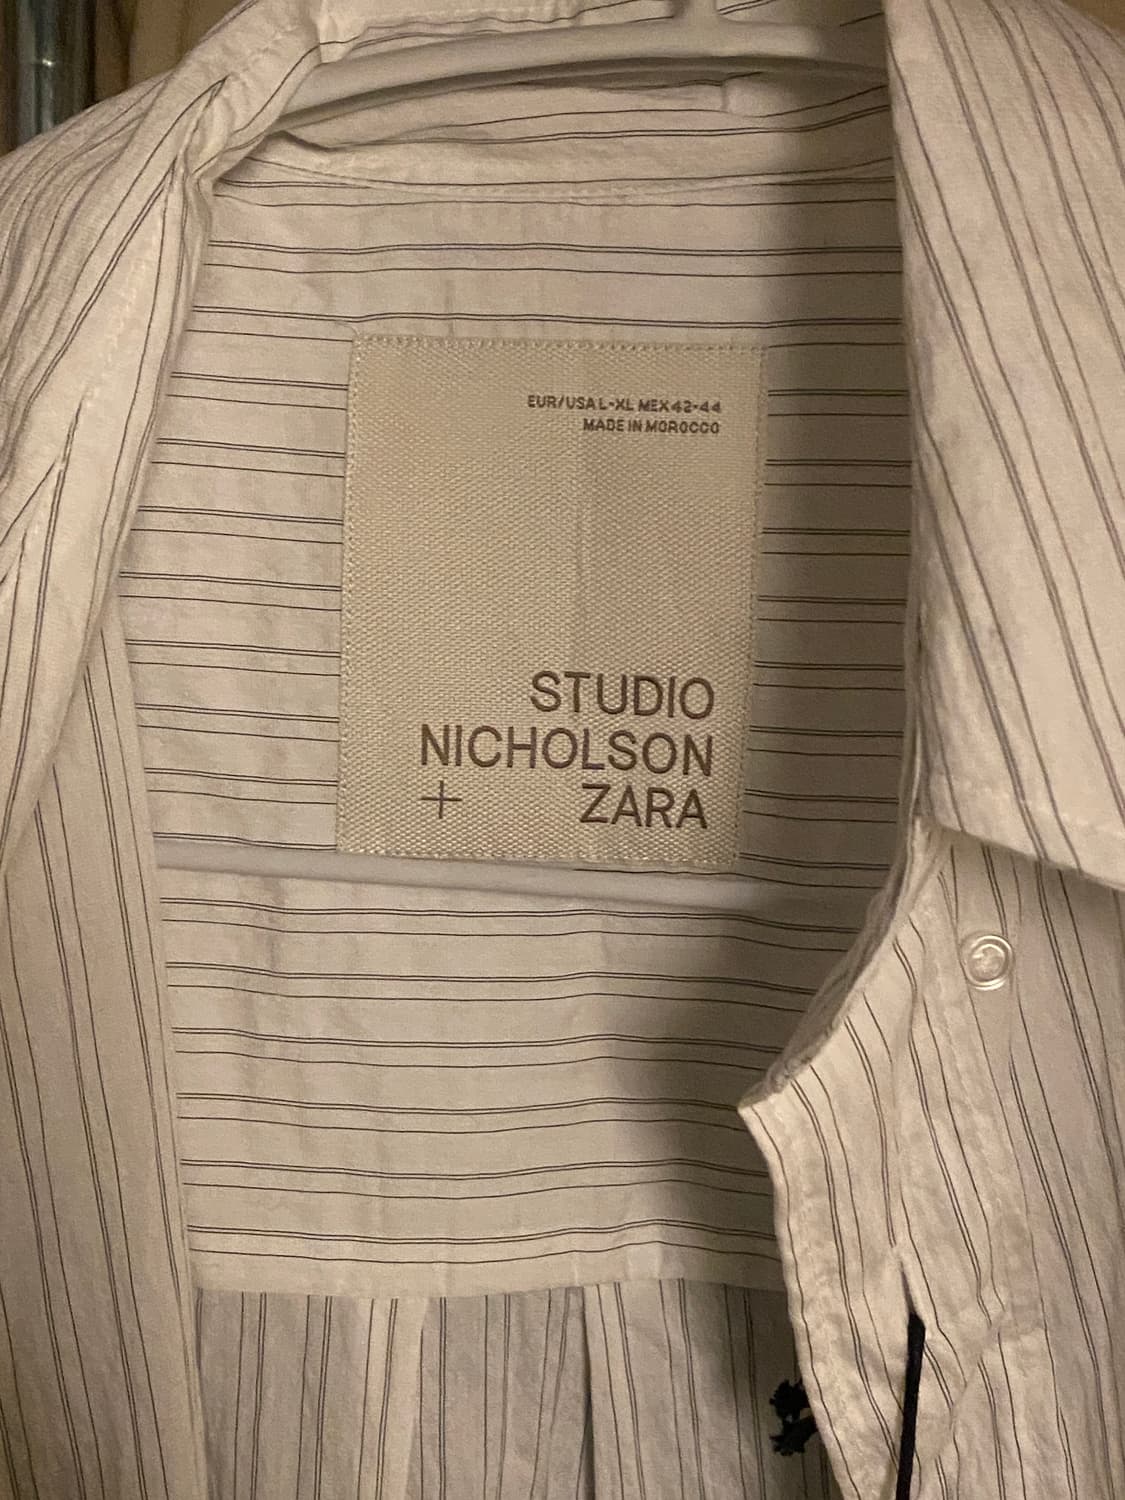 EUR/USA L-XL MEX 42-44
MADE IN MOROCCO
STUDIO
NICHOLSON
+ ZARA